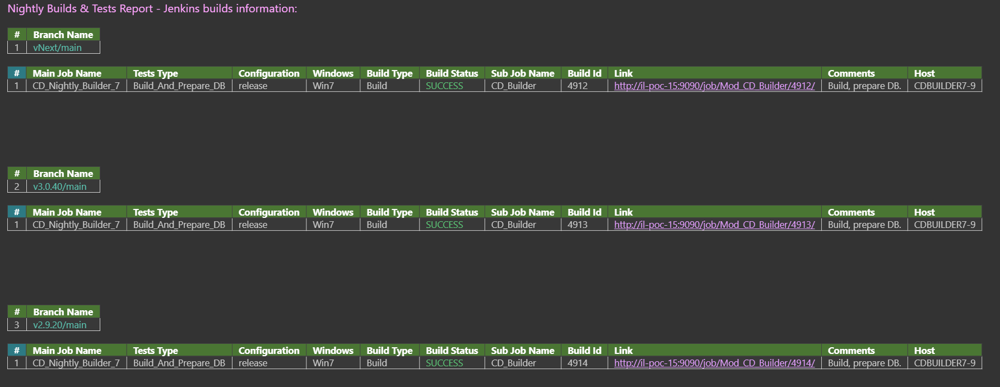 Nightly Builds & Tests Report - Jenkins builds information:
# Branch Name
1 vNext/main
# Main Job Name Tests Type Configuration Windows Build Type Build Status Sub Job Name Build Id Link Comments Host
1 CD_Nightly_Builder_7 Build_And_Prepare_DB release Win7 Build SUCCESS CD_Builder 4912 http://il-poc-15:9090/job/Mod_CD_Builder/4912/ Build, prepare DB. CDBUILDER7-9
# Branch Name
2 v3.0.40/main
# Main Job Name Tests Type Configuration Windows Build Type Build Status Sub Job Name Build Id Link Comments Host
1 CD_Nightly_Builder_7 Build_And_Prepare_DB release Win7 Build SUCCESS CD_Builder 4913 http://il-poc-15:9090/job/Mod_CD_Builder/4913/ Build, prepare DB. CDBUILDER7-9
# Branch Name
3 v2.9.20/main
# Main Job Name Tests Type Configuration Windows Build Type Build Status Sub Job Name Build Id Link Comments Host
1 CD_Nightly_Builder_7 Build_And_Prepare_DB release Win7 Build SUCCESS CD_Builder 4914 http://il-poc-15:9090/job/Mod_CD_Builder/4914/ Build, prepare DB. CDBUILDER7-9